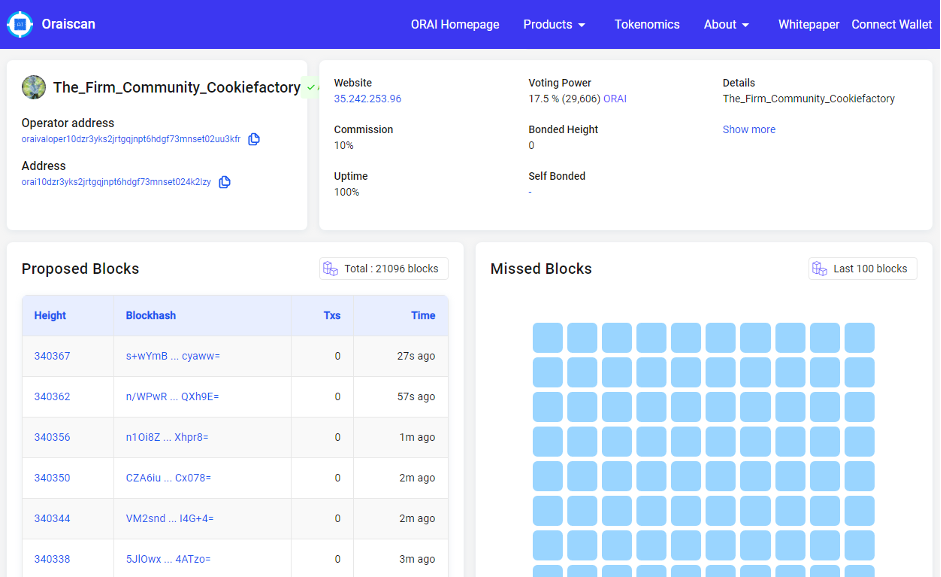 Oraiscan
ORAI Homepage Products Tokenomics About Whitepaper Connect Wallet
The_Firm_Community_Cookiefactory
Operator address
oraivaloper10dzr3yks2jrtgqjnpt6hdgf73mnset02uu3kfr
Address
orai10dzr3yks2jrtgqjnpt6hdgf73mnset024k2lzy
Website
35.242.253.96
Commission
10%
Uptime
100%
Voting Power
17.5 % (29,606) ORAI
Bonded Height
0
Self Bonded
-
Details
The_Firm_Community_Cookiefactory
Show more
Proposed Blocks
Total : 21096 blocks
Height Blockhash Txs Time
340367 s+wYmB ... cyaww= 0 27s ago
340362 n/WPwR ... QXh9E= 0 57s ago
340356 n1Oi8Z ... Xhpr8= 0 1m ago
340350 CZA6iu ... Cx078= 0 2m ago
340344 VM2snd ... I4G+4= 0 2m ago
340338 5JlOwx ... 4ATzo= 0 3m ago
Missed Blocks
Last 100 blocks